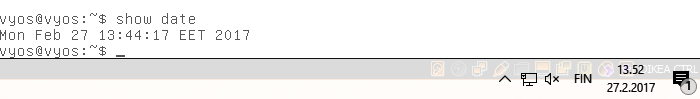 vyos@vyos:~$ show date
Mon Feb 27 13:44:17 EET 2017
vyos@vyos:~$ _
FIN
13.52
27.2.2017
1